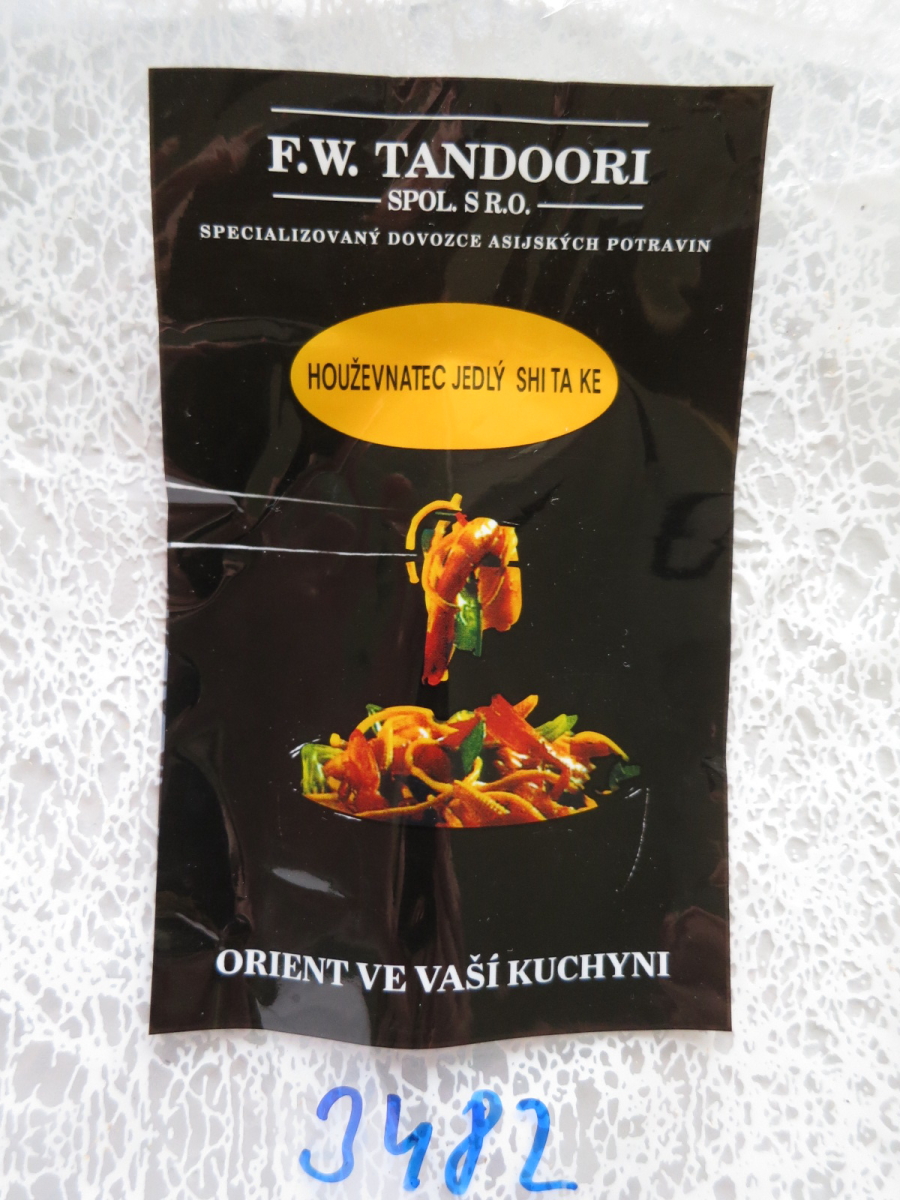 F.W. TANDOORI
SPOL. S R.O.
SPECIALIZOVANÝ DOVOZCE ASIJSKÝCH POTRAVIN
HOUŽEVNATEC JEDLÝ SHI TA KE
ORIENT VE VAŠÍ KUCHYNI
3482